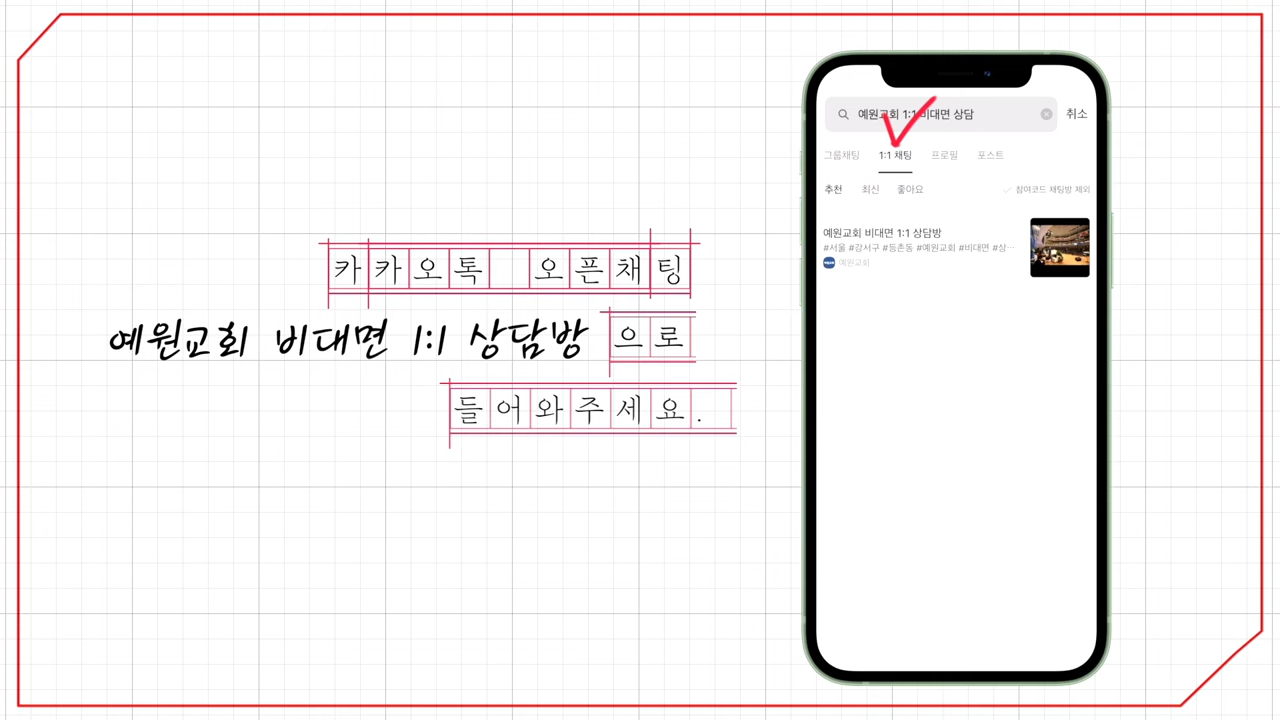 카카오톡 오픈채팅
예원교회 비대면 1:1 상담방으로
들어와주세요.
예원교회 1:1 비대면 상담 취소
그룹채팅 1:1 채팅 프로필 포스트
추천 최신 좋아요 참여코드 채팅방 제외
예원교회 비대면 1:1 상담방
#서울 #강서구 #등촌동 #예원교회 #비대면 #상…
예원교회